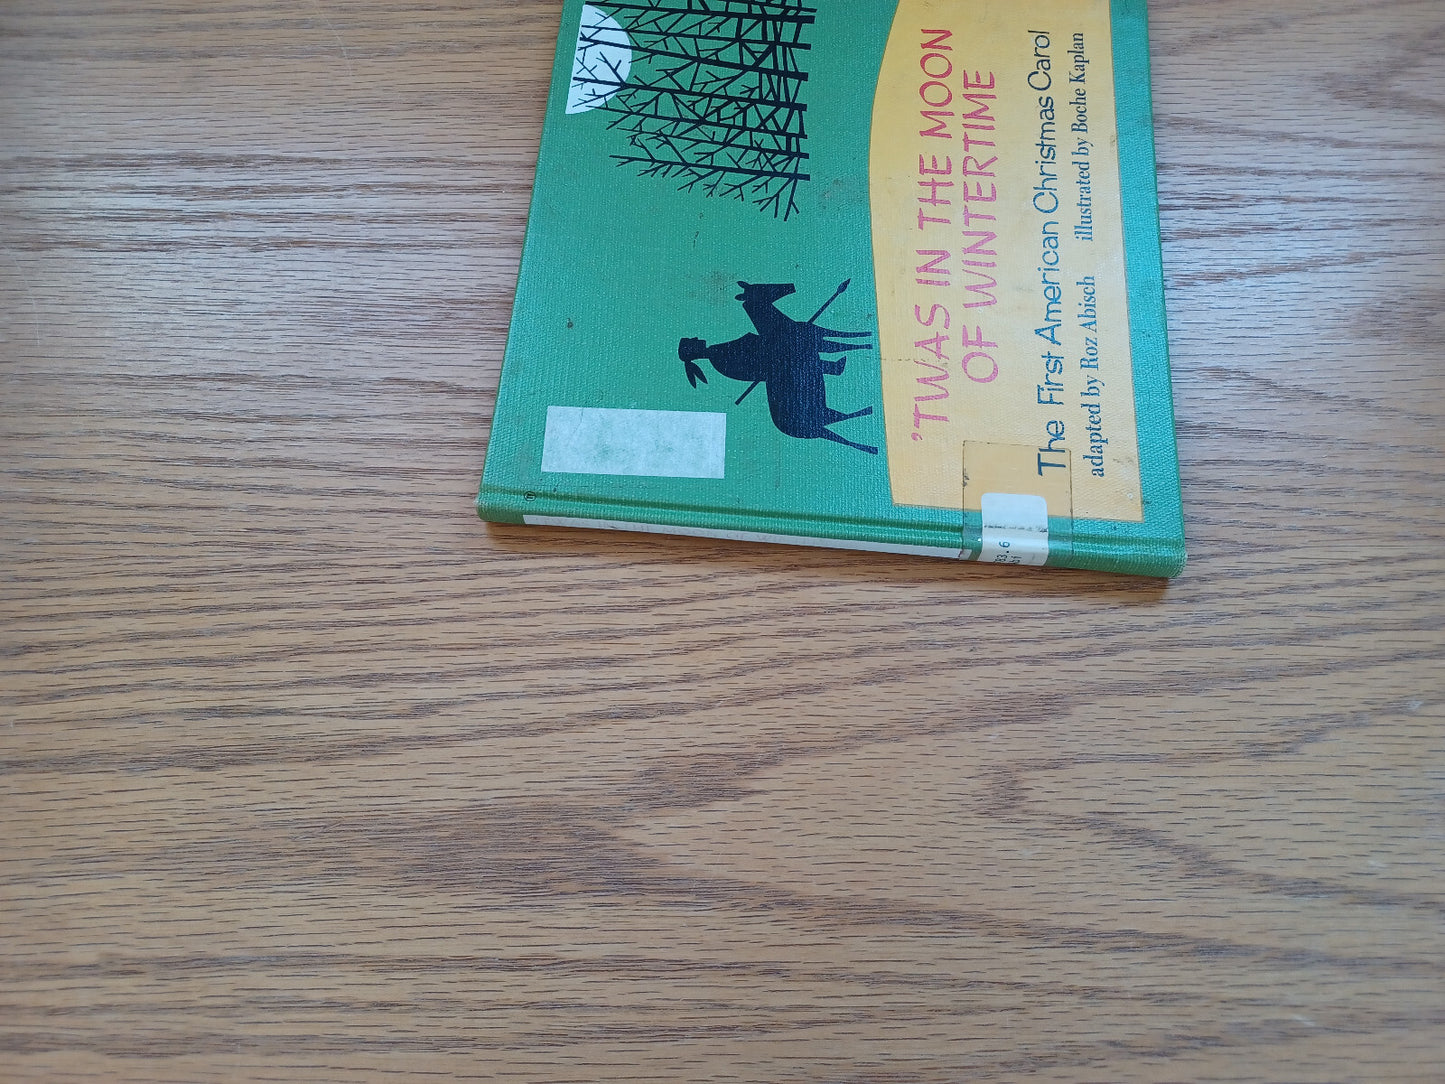 'TWAS IN THE MOON
OF WINTERTIME
The First American Christmas Carol
adapted by Roz Abisch illustrated by Boche Kaplan